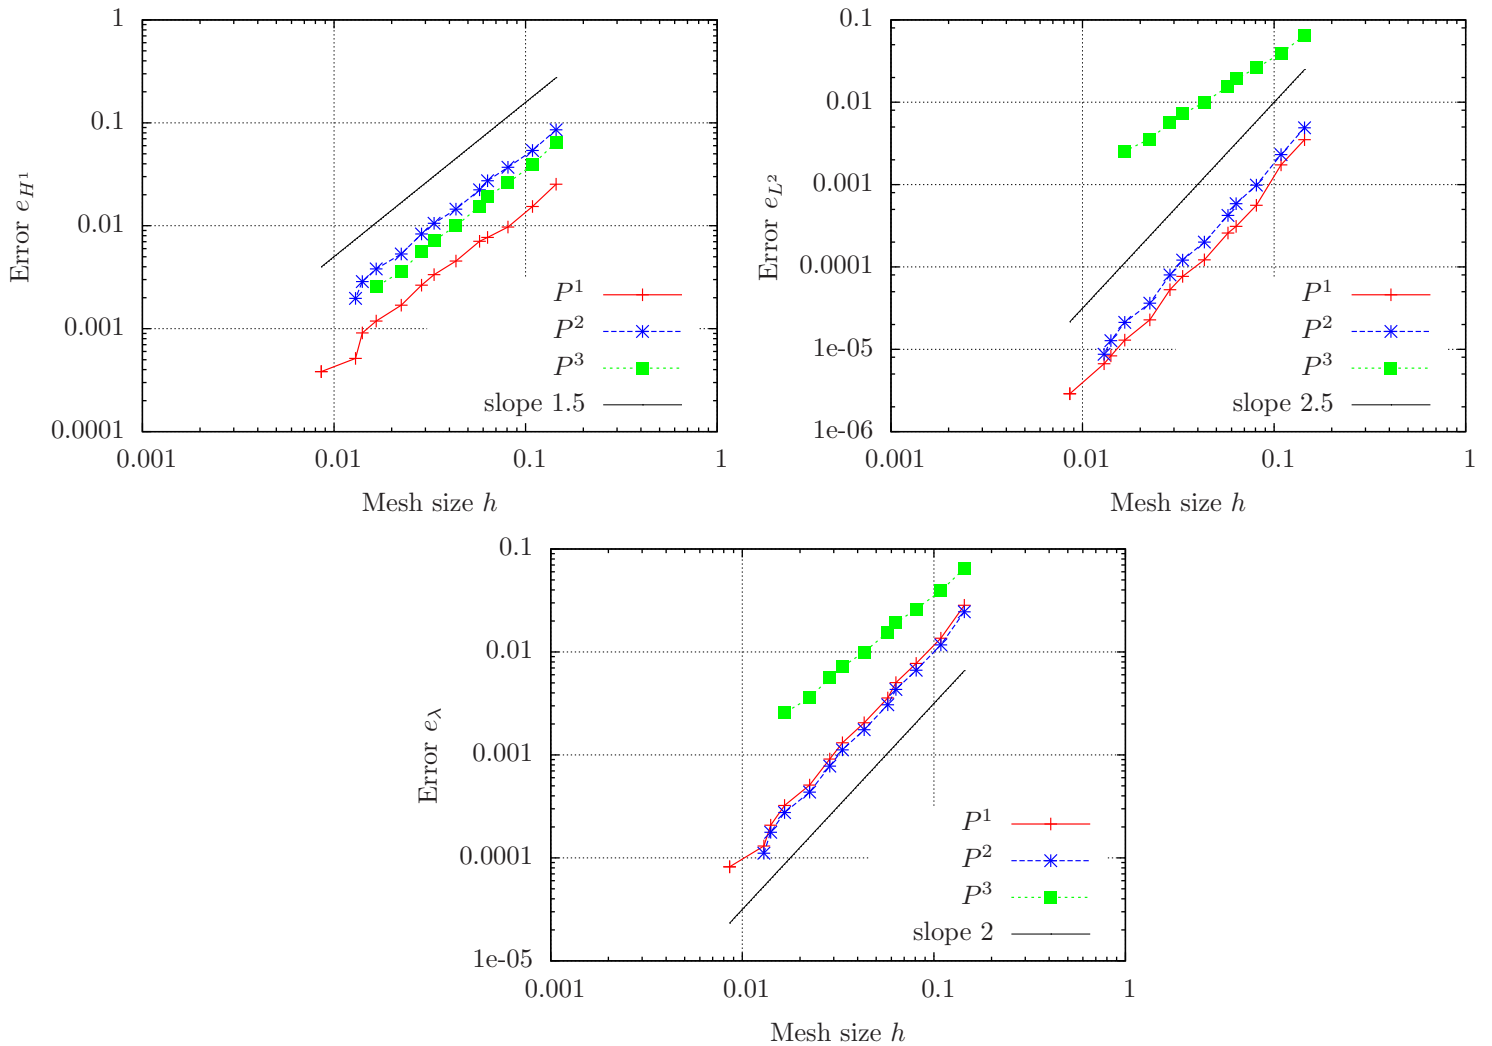 1
0.1
0.01
0.001
0.0001
0.001
0.01
0.1
1
Error e_{H^1}
Mesh size h
P^1
P^2
P^3
slope 1.5
0.1
0.01
0.001
0.0001
1e-05
1e-06
0.001
0.01
0.1
1
Error e_{L^2}
Mesh size h
P^1
P^2
P^3
slope 2.5
0.1
0.01
0.001
0.0001
1e-05
0.001
0.01
0.1
1
Error e_λ
Mesh size h
P^1
P^2
P^3
slope 2